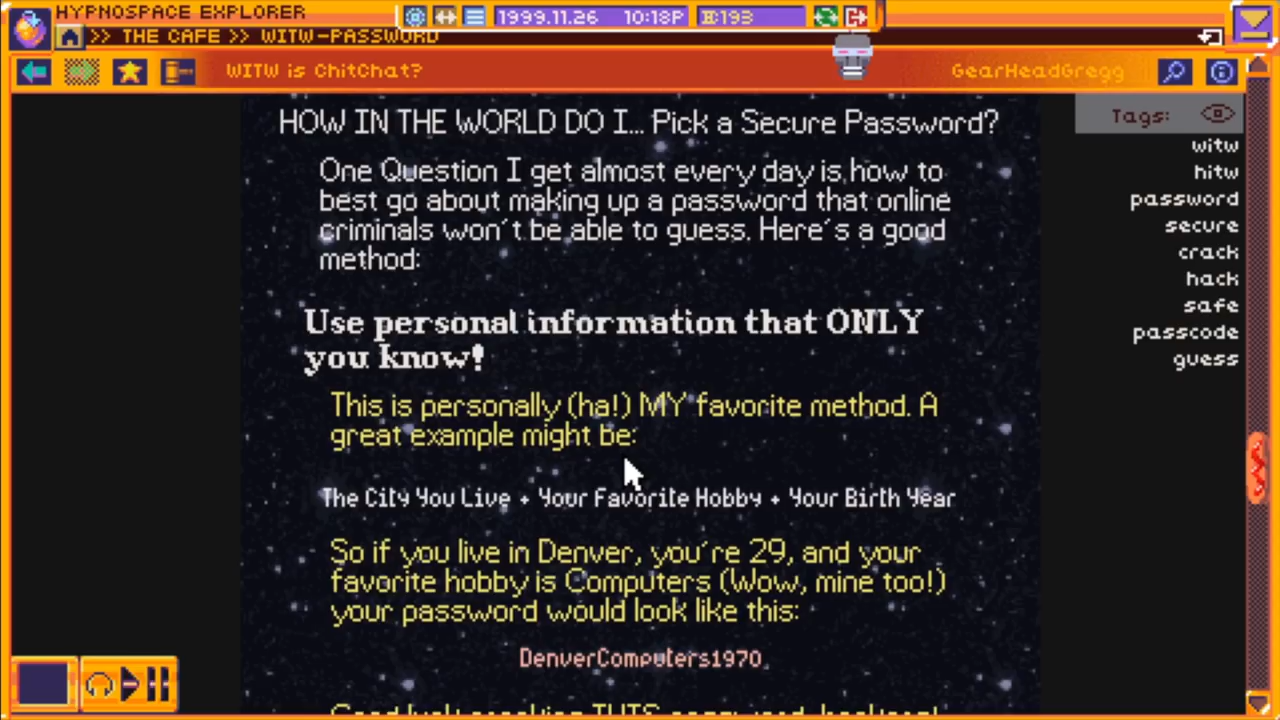 HYPNOSPACE EXPLORER
1999.11.26 10:18P 193
>> THE CAFE >> WITW-PASSWORD
WITW is ChitChat?
GearHeadGregg
Tags:
witw
hitw
password
secure
crack
hack
safe
passcode
guess
HOW IN THE WORLD DO I... Pick a Secure Password?
One Question I get almost every day is how to
best go about making up a password that online
criminals won't be able to guess. Here's a good
method:
Use personal information that ONLY
you know!
This is personally (ha!) MY favorite method. A
great example might be:
The City You Live + Your Favorite Hobby + Your Birth Year
So if you live in Denver, you're 29, and your
favorite hobby is Computers (Wow, mine too!)
your password would look like this:
DenverComputers1970
Good luck THIS